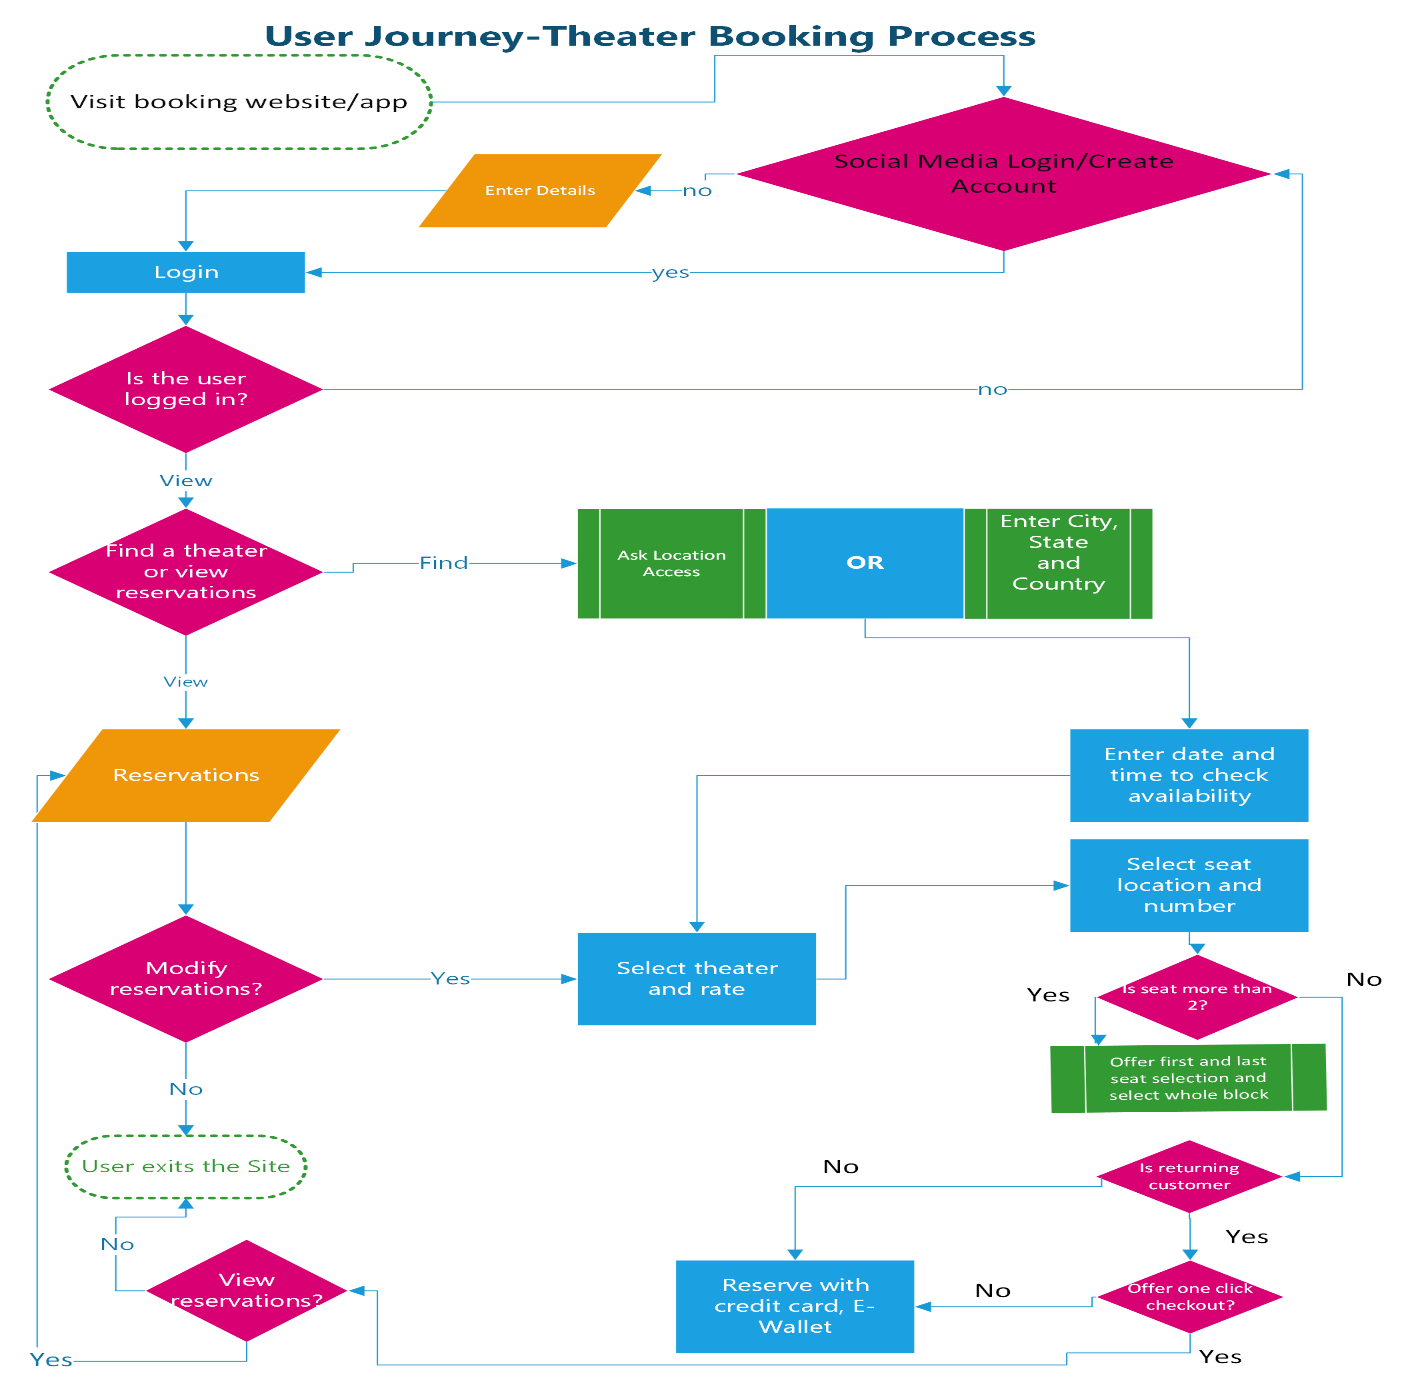 User Journey-Theater Booking Process
Visit booking website/app
Social Media Login/Create
Account
Enter Details
no
Login
yes
Is the user
logged in?
no
View
Find a theater
or view
reservations
Find
Ask Location
Access
OR
Enter City,
State
and
Country
View
Reservations
Enter date and
time to check
availability
Select seat
location and
number
Modify
reservations?
Yes
Select theater
and rate
Yes
Is seat more than
2?
No
Offer first and last
seat selection and
select whole block
No
User exits the Site
No
Is returning
customer
Yes
No
View
reservations?
Reserve with
credit card, E-
Wallet
No
Offer one click
checkout?
Yes
Yes